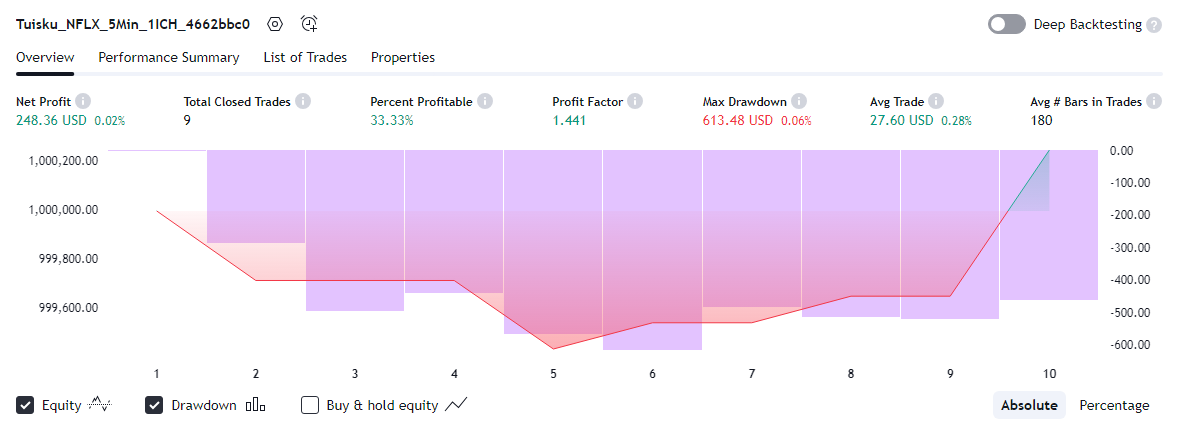 Tuisku_NFLX_5Min_1ICH_4662bbc0 Deep Backtesting ?
Overview Performance Summary List of Trades Properties
Net Profit i Total Closed Trades i Percent Profitable i Profit Factor i Max Drawdown i Avg Trade i Avg # Bars in Trades i
248.36 USD 0.02% 9 33.33% 1.441 613.48 USD 0.06% 27.60 USD 0.28% 180
1,000,200.00
1,000,000.00
999,800.00
999,600.00
0.00
-100.00
-200.00
-300.00
-400.00
-500.00
-600.00
1 2 3 4 5 6 7 8 9 10
Equity Drawdown Buy & hold equity Absolute Percentage